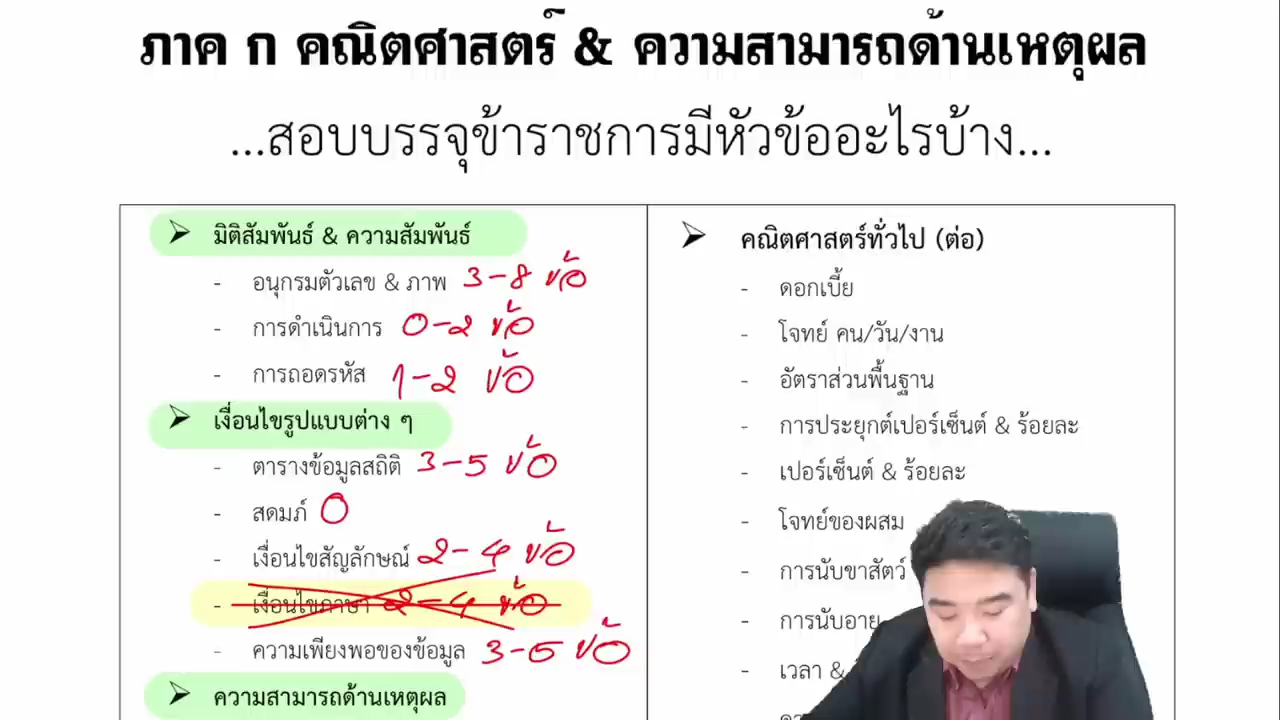 ภาค ก คณิตศาสตร์ & ความสามารถด้านเหตุผล
...สอบบรรจุข้าราชการมีหัวข้ออะไรบ้าง...
มิติสัมพันธ์ & ความสัมพันธ์
- อนุกรมตัวเลข & ภาพ 3-8 ข้อ
- การดำเนินการ 0-2 ข้อ
- การถอดรหัส 1-2 ข้อ
เงื่อนไขรูปแบบต่าง ๆ
- ตารางข้อมูลสถิติ 3-5 ข้อ
- สดมภ์ 0
- เงื่อนไขสัญลักษณ์ 2-4 ข้อ
- เงื่อนไขภาษา 2-4 ข้อ
- ความเพียงพอของข้อมูล 3-5 ข้อ
ความสามารถด้านเหตุผล
คณิตศาสตร์ทั่วไป (ต่อ)
- ดอกเบี้ย
- โจทย์ คน/วัน/งาน
- อัตราส่วนพื้นฐาน
- การประยุกต์เปอร์เซ็นต์ & ร้อยละ
- เปอร์เซ็นต์ & ร้อยละ
- โจทย์ของผสม
- การนับขาสัตว์
- การนับอายุ
- เวลา &